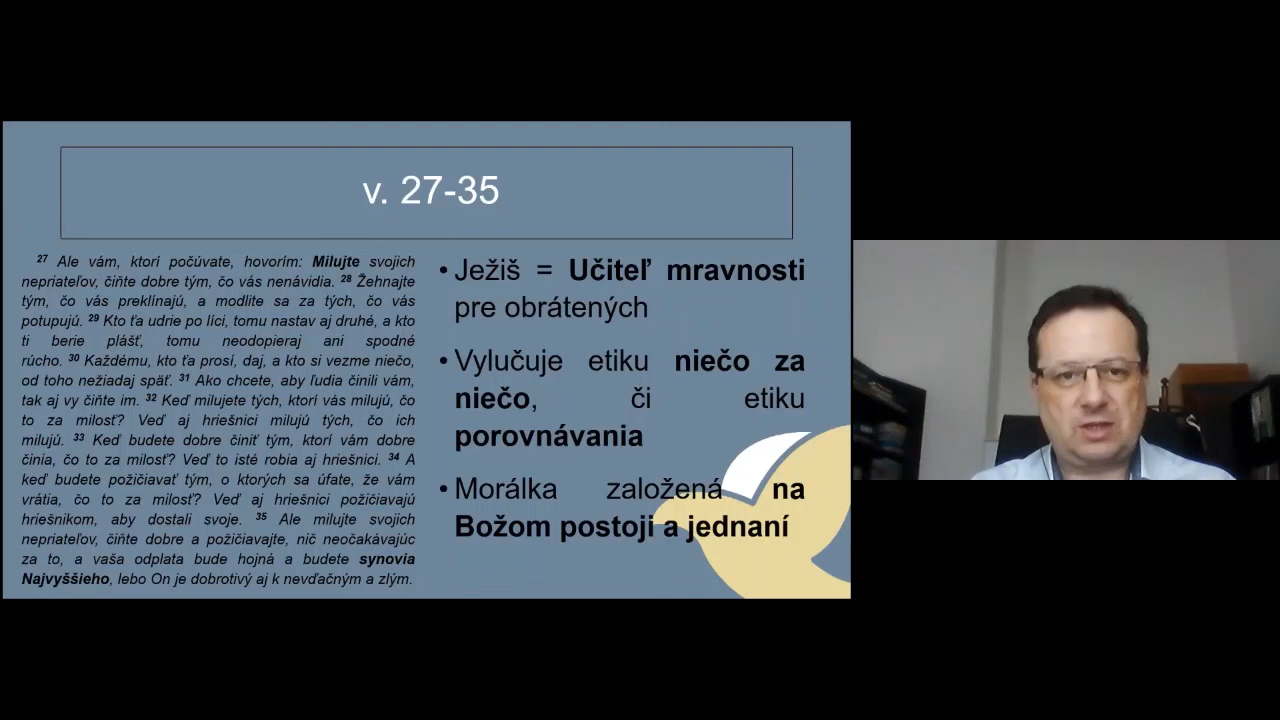 v. 27-35
27 Ale vám, ktorí počúvate, hovorím: Milujte svojich
nepriateľov, čiňte dobre tým, čo vás nenávidia. 28 Žehnajte
tým, čo vás preklínajú, a modlite sa za tých, čo vás
potupujú. 29 Kto ťa udrie po líci, tomu nastav aj druhé, a kto
ti berie plášť, tomu neodopieraj ani spodné
rúcho. 30 Každému, kto ťa prosí, daj, a kto si vezme niečo,
od toho nežiadaj späť. 31 Ako chcete, aby ľudia činili vám,
tak aj vy čiňte im. 32 Keď milujete tých, ktorí vás milujú, čo
to za milosť? Veď aj hriešnici milujú tých, čo ich
milujú. 33 Keď budete dobre činiť tým, ktorí vám dobre
činia, čo to za milosť? Veď to isté robia aj hriešnici. 34 A
keď budete požičiavať tým, o ktorých sa úfate, že vám
vrátia, čo to za milosť? Veď aj hriešnici požičiavajú
hriešnikom, aby dostali svoje. 35 Ale milujte svojich
nepriateľov, čiňte dobre a požičiavajte, nič neočakávajúc
za to, a vaša odplata bude hojná a budete synovia
Najvyššieho, lebo On je dobrotivý aj k nevďačným a zlým.
• Ježiš = Učiteľ mravnosti
pre obrátených
• Vylučuje etiku niečo za
niečo, či etiku
porovnávania
• Morálka založená na
Božom postoji a jednaní